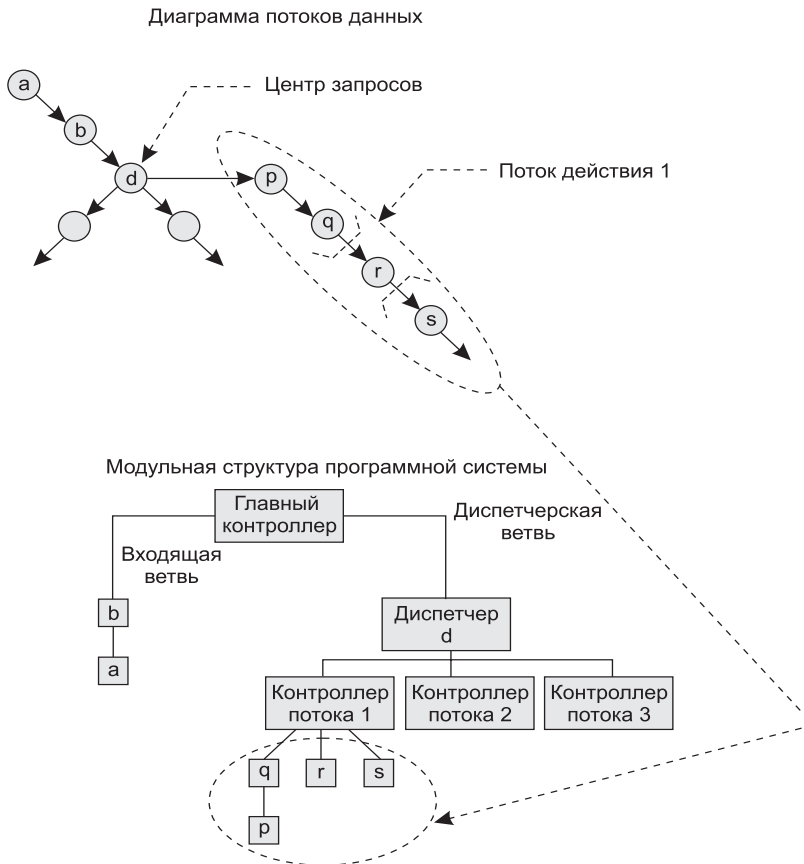 Диаграмма потоков данных
a
Центр запросов
b
d
p
Поток действия 1
q
r
s
Модульная структура программной системы
Главный
контроллер
Диспетчерская
ветвь
Входящая
ветвь
b
Диспетчер
d
a
Контроллер
потока 1
Контроллер
потока 2
Контроллер
потока 3
q
r
s
p